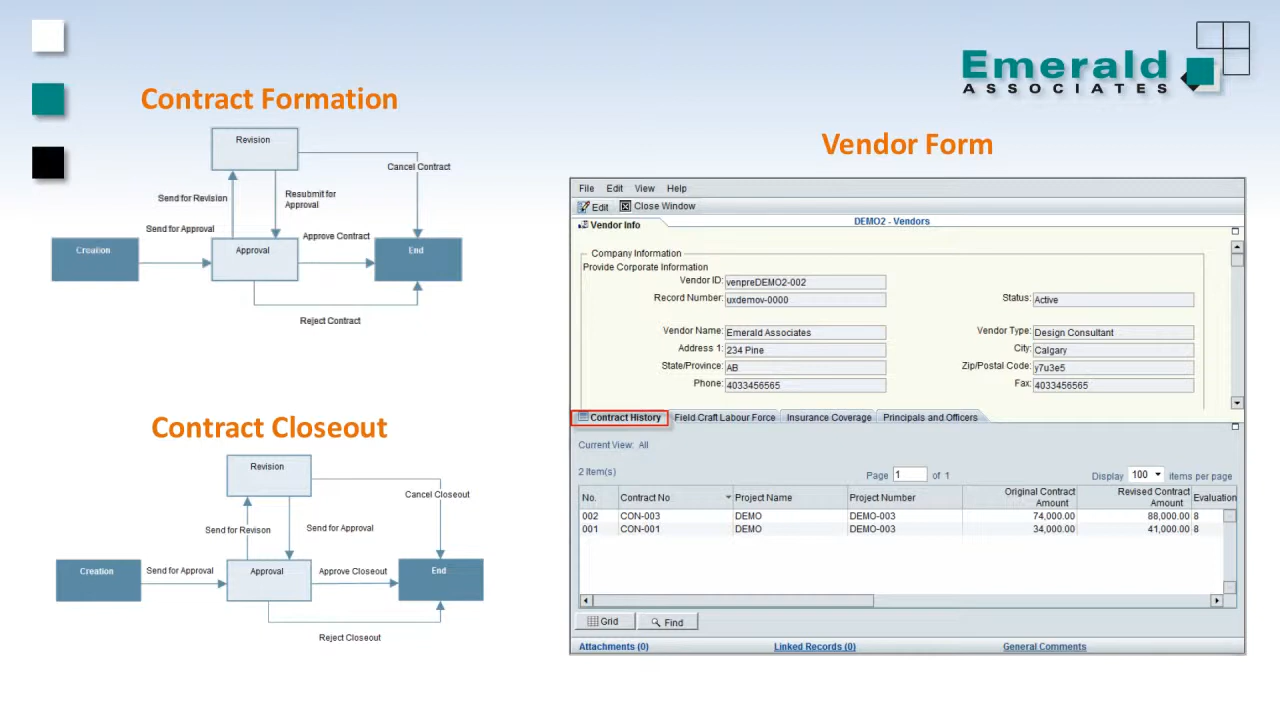 Emerald
ASSOCIATES
Contract Formation
Revision
Cancel Contract
Send for Revision
Resubmit for
Approval
Send for Approval
Approve Contract
Creation
Approval
End
Reject Contract
Contract Closeout
Revision
Cancel Closeout
Send for Revison
Send for Approval
Send for Approval
Approve Closeout
Creation
Approval
End
Reject Closeout
Vendor Form
File Edit View Help
Edit Close Window
Vendor Info
DEMO2 - Vendors
Company Information
Provide Corporate Information
Vendor ID: venpreDEMO2-002
Record Number: uxdemov-0000 Status: Active
Vendor Name: Emerald Associates Vendor Type: Design Consultant
Address 1: 234 Pine City: Calgary
State/Province: AB Zip/Postal Code: y7u3e5
Phone: 4033456565 Fax: 4033456565
Contract History Field Craft Labour Force Insurance Coverage Principals and Officers
Current View: All
2 Item(s) Page 1 of 1 Display 100 items per page
No. Contract No Project Name Project Number Original Contract Amount Revised Contract Amount Evaluation
002 CON-003 DEMO DEMO-003 74,000.00 88,000.00 8
001 CON-001 DEMO DEMO-003 34,000.00 41,000.00 8
Grid Find
Attachments (0) Linked Records (0) General Comments